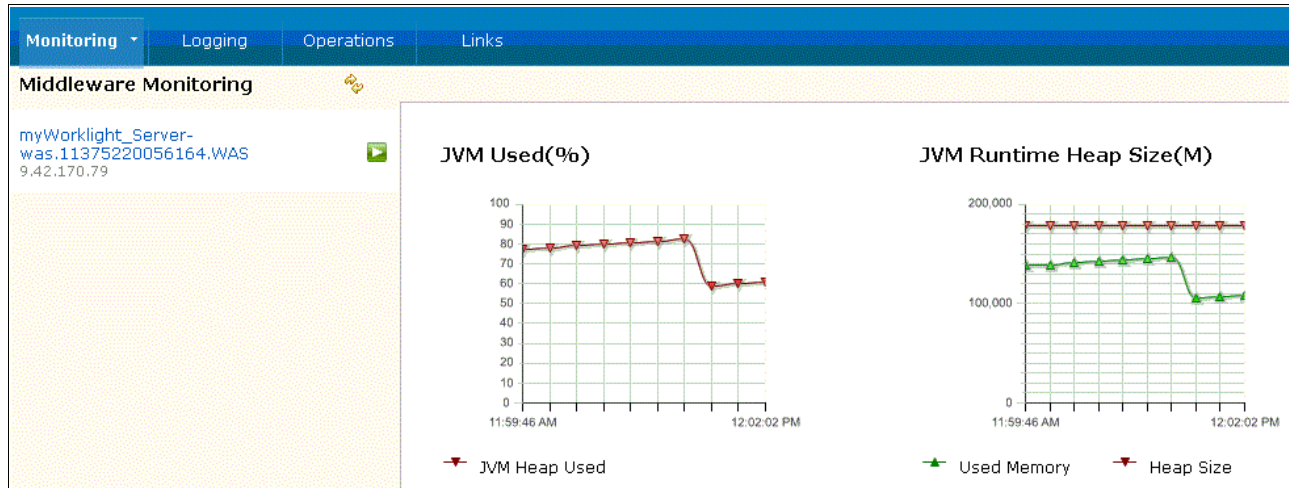 Monitoring Logging Operations Links
Middleware Monitoring
myWorklight_Server-
was.11375220056164.WAS
9.42.170.79
JVM Used(%)
100
90
80
70
60
50
40
30
20
10
0
11:59:46 AM 12:02:02 PM
JVM Heap Used
JVM Runtime Heap Size(M)
200,000
100,000
0
11:59:46 AM 12:02:02 PM
Used Memory Heap Size